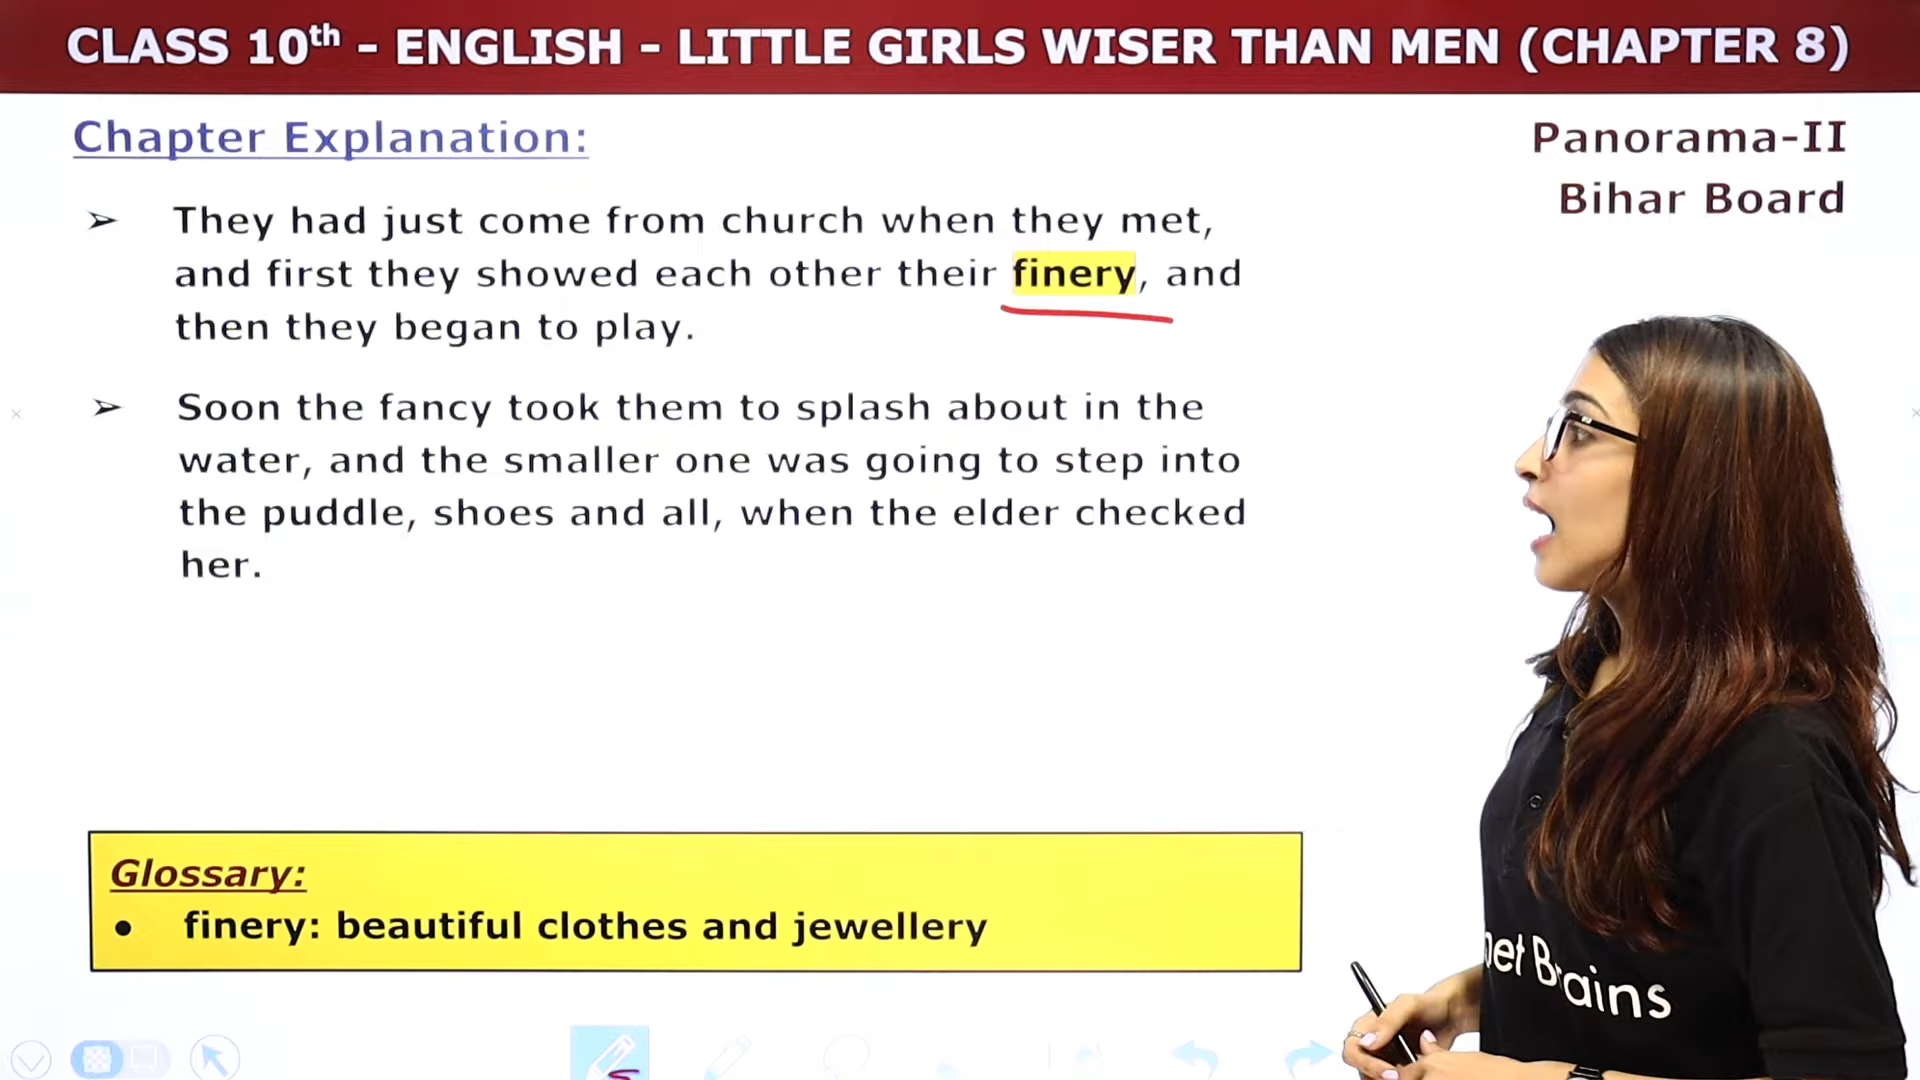 CLASS 10th - ENGLISH - LITTLE GIRLS WISER THAN MEN (CHAPTER 8)
Chapter Explanation:
Panorama-II
Bihar Board
➢ They had just come from church when they met,
and first they showed each other their finery, and
then they began to play.
➢ Soon the fancy took them to splash about in the
water, and the smaller one was going to step into
the puddle, shoes and all, when the elder checked
her.
Glossary:
• finery: beautiful clothes and jewellery
Brains